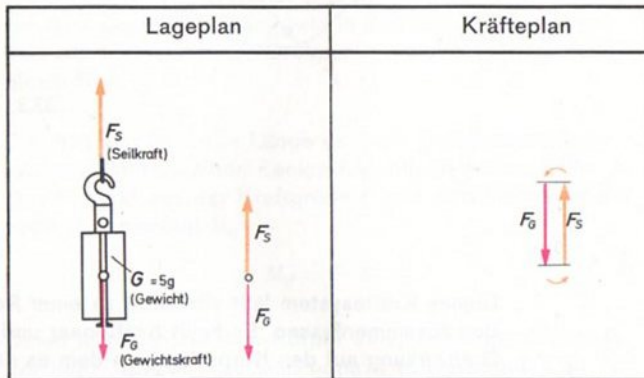 Lageplan
Kräfteplan
F_S
(Seilkraft)
G = 5g
(Gewicht)
F_G
(Gewichtskraft)
F_S
F_G
F_G
F_S